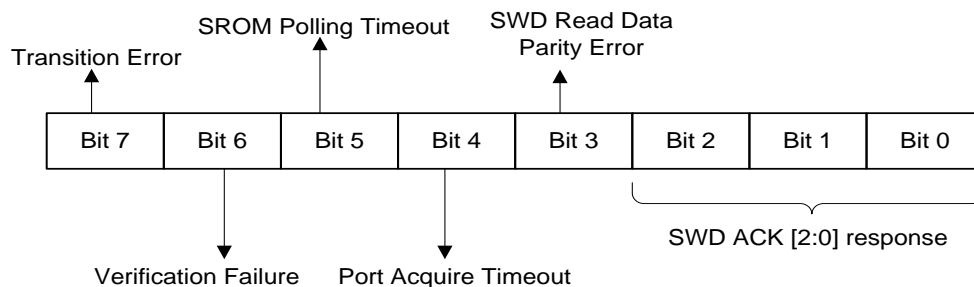 SROM Polling Timeout
SWD Read Data
Parity Error
Transition Error
Bit 7 Bit 6 Bit 5 Bit 4 Bit 3 Bit 2 Bit 1 Bit 0
SWD ACK [2:0] response
Verification Failure Port Acquire Timeout